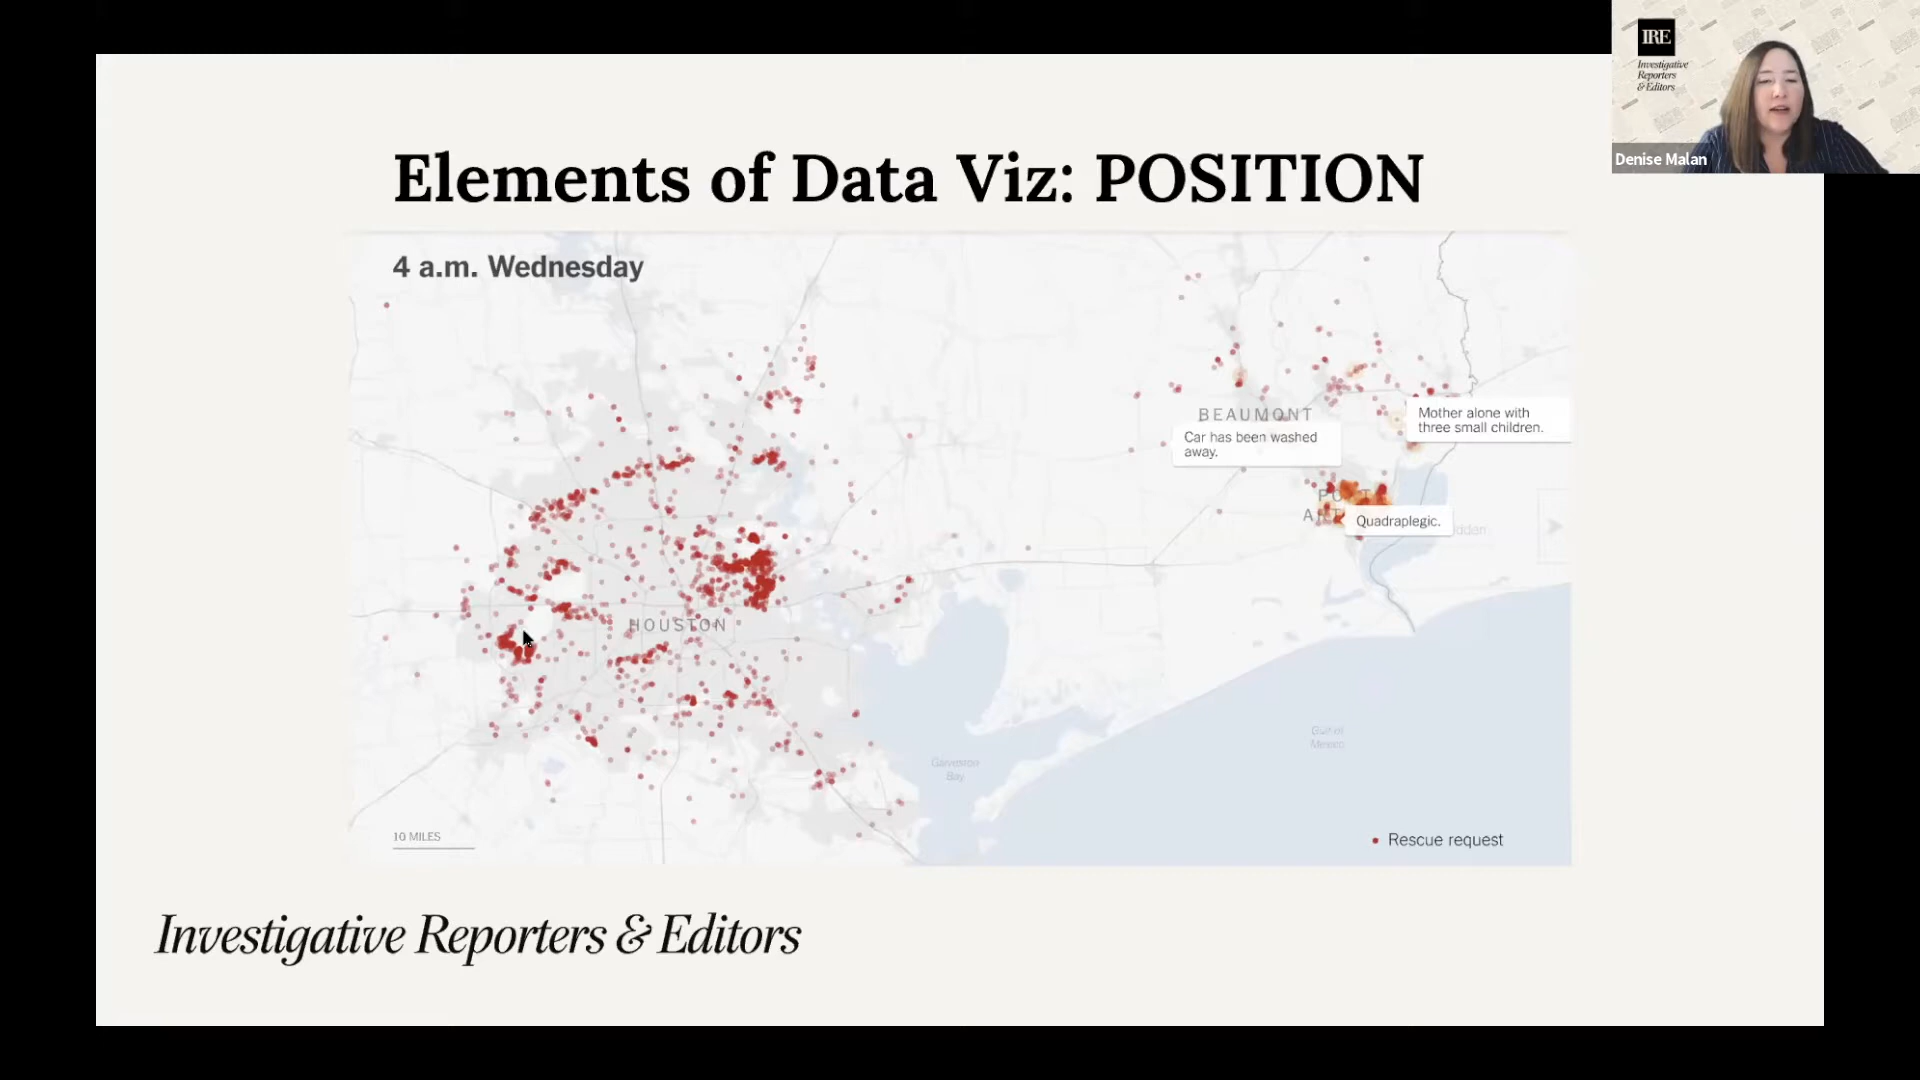 IRE
Investigative
Reporters
& Editors
Denise Malan
Elements of Data Viz: POSITION
4 a.m. Wednesday
BEAUMONT
Mother alone with
three small children.
Car has been washed
away.
Quadraplegic.
HOUSTON
Gulf of
Mexico
Galveston
Bay
10 MILES
Rescue request
Investigative Reporters & Editors